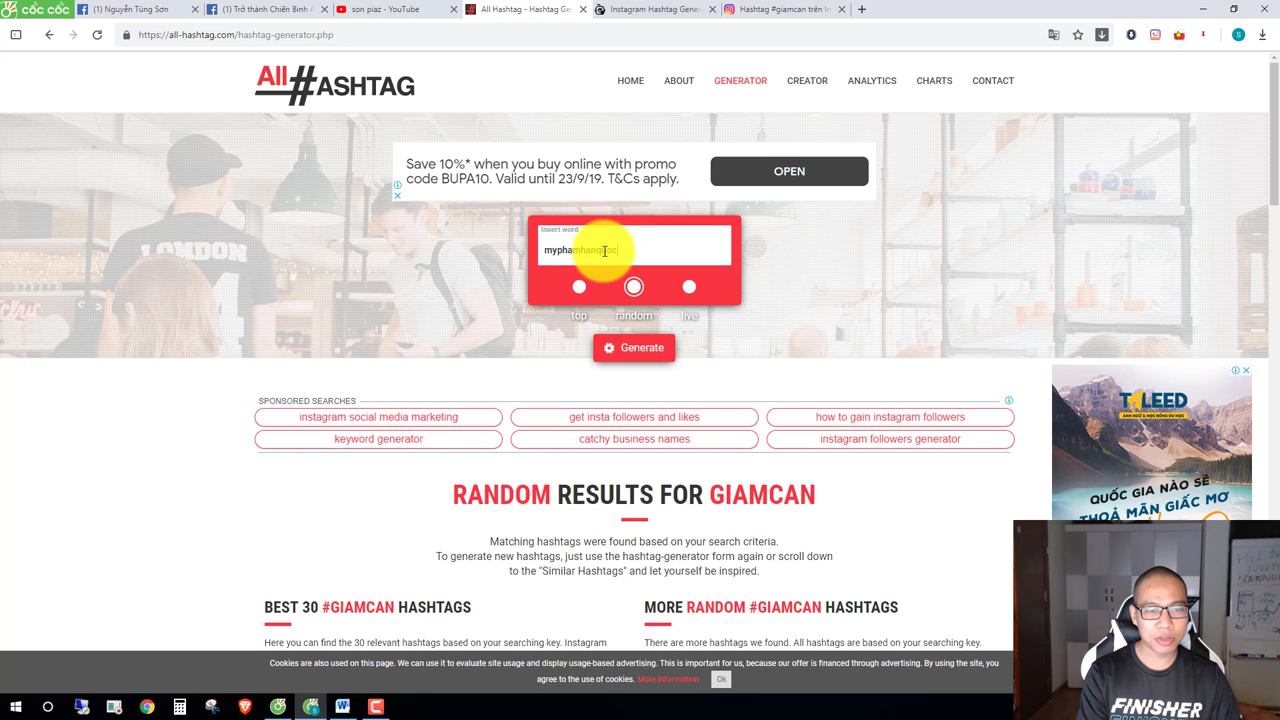 cốc cốc
(1) Nguyễn Tùng Sơn
(1) Trở thành Chiến Binh
son piaz - YouTube
All Hashtag - Hashtag Ge
Instagram Hashtag Gener
Hashtag #giamcan trên In
https://all-hashtag.com/hashtag-generator.php
All #ASHTAG
HOME
ABOUT
GENERATOR
CREATOR
ANALYTICS
CHARTS
CONTACT
Save 10%* when you buy online with promo
code BUPA10. Valid until 23/9/19. T&Cs apply.
OPEN
LONDON
Insert word
myphamhanquoc
top
random
live
Generate
SPONSORED SEARCHES
instagram social media marketing
get insta followers and likes
how to gain instagram followers
keyword generator
catchy business names
instagram followers generator
RANDOM RESULTS FOR GIAMCAN
Matching hashtags were found based on your search criteria.
To generate new hashtags, just use the hashtag-generator form again or scroll down
to the "Similar Hashtags" and let yourself be inspired.
BEST 30 #GIAMCAN HASHTAGS
Here you can find the 30 relevant hashtags based on your searching key. Instagram
MORE RANDOM #GIAMCAN HASHTAGS
There are more hashtags we found. All hashtags are based on your searching key.
QUỐC GIA NÀO SẼ
THOẢ MÃN GIẤC MƠ
Cookies are also used on this page. We can use it to evaluate site usage and display usage-based advertising. This is important for us, because our offer is financed through advertising. By using the site, you
agree to the use of cookies. More information
Ok
FINISHER